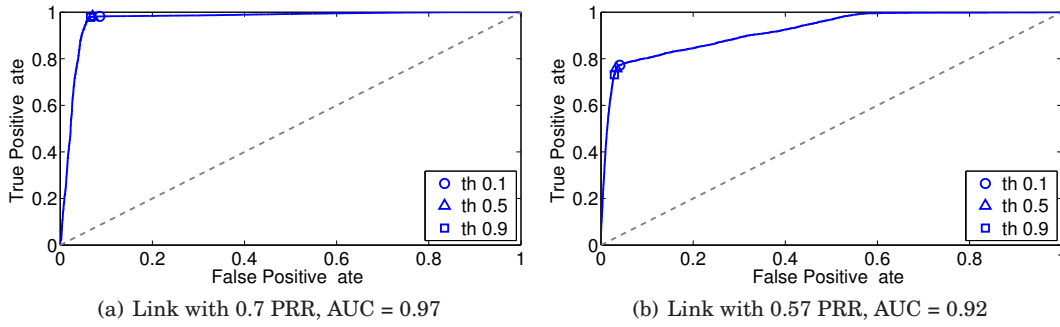 1
0.8
0.6
0.4
0.2
0
0
0.2
0.4
0.6
0.8
1
True Positive ate
False Positive ate
th 0.1
th 0.5
th 0.9
(a) Link with 0.7 PRR, AUC = 0.97
1
0.8
0.6
0.4
0.2
0
0
0.2
0.4
0.6
0.8
1
True Positive ate
False Positive ate
th 0.1
th 0.5
th 0.9
(b) Link with 0.57 PRR, AUC = 0.92